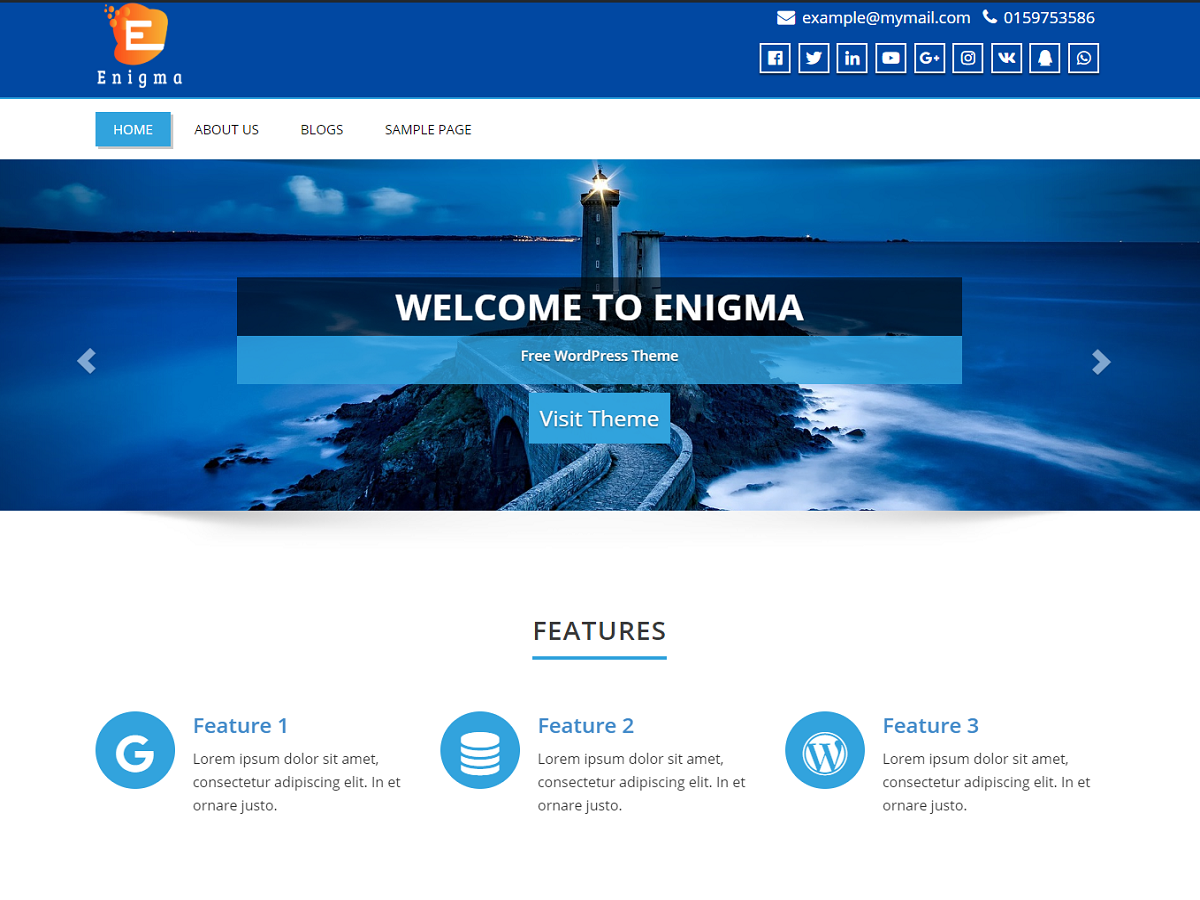 E
Enigma
example@mymail.com 0159753586
HOME ABOUT US BLOGS SAMPLE PAGE
WELCOME TO ENIGMA
Free WordPress Theme
Visit Theme
FEATURES
Feature 1
Lorem ipsum dolor sit amet,
consectetur adipiscing elit. In et
ornare justo.
Feature 2
Lorem ipsum dolor sit amet,
consectetur adipiscing elit. In et
ornare justo.
Feature 3
Lorem ipsum dolor sit amet,
consectetur adipiscing elit. In et
ornare justo.